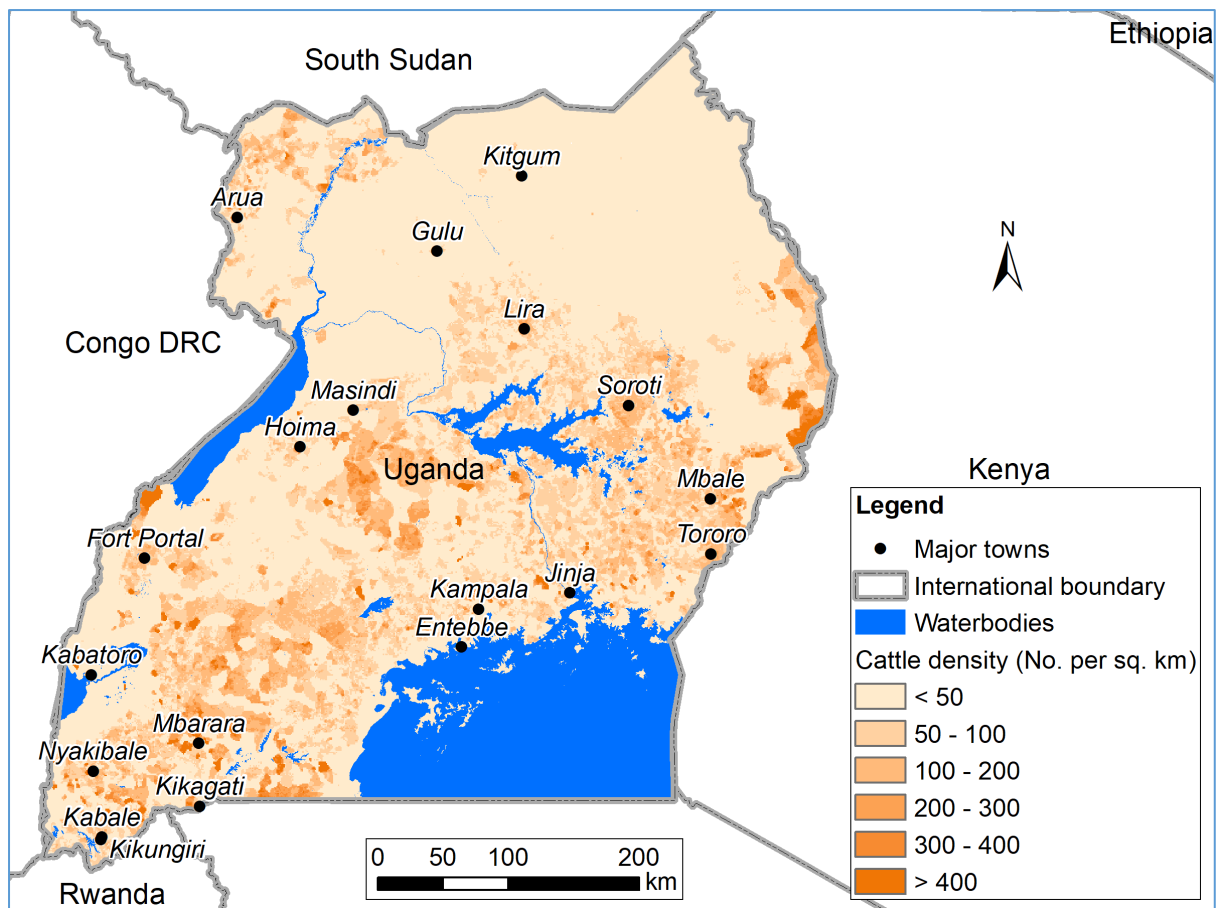 Ethiopia
South Sudan
Kitgum
Arua
N
Gulu
Lira
Congo DRC
Masindi
Soroti
Hoima
Uganda
Kenya
Mbale
Fort Portal
Tororo
Jinja
Kampala
Entebbe
Kabatoro
Mbarara
Nyakibale
Kikagati
Kabale
Kikungiri
Rwanda
0 50 100 200
km
Legend
Major towns
International boundary
Waterbodies
Cattle density (No. per sq. km)
< 50
50 - 100
100 - 200
200 - 300
300 - 400
> 400